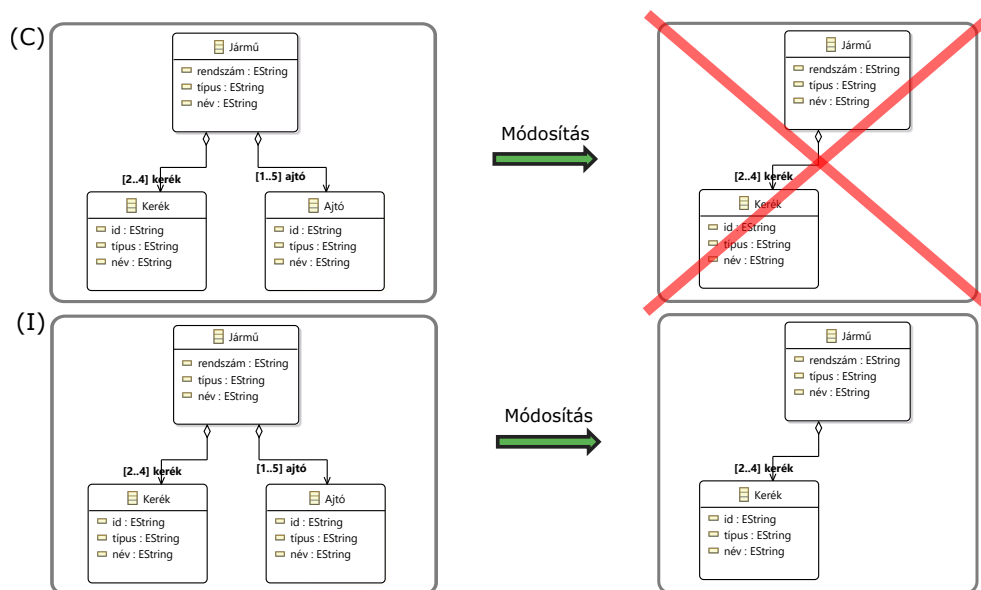 (C)
Jármű
rendszám : EString
típus : EString
név : EString
[2..4] kerék
[1..5] ajtó
Kerék
id : EString
típus : EString
név : EString
Ajtó
id : EString
típus : EString
név : EString
Módosítás
Jármű
rendszám : EString
típus : EString
név : EString
[2..4] kerék
Kerék
id : EString
típus : EString
név : EString
(I)
Jármű
rendszám : EString
típus : EString
név : EString
[2..4] kerék
[1..5] ajtó
Kerék
id : EString
típus : EString
név : EString
Ajtó
id : EString
típus : EString
név : EString
Módosítás
Jármű
rendszám : EString
típus : EString
név : EString
[2..4] kerék
Kerék
id : EString
típus : EString
név : EString